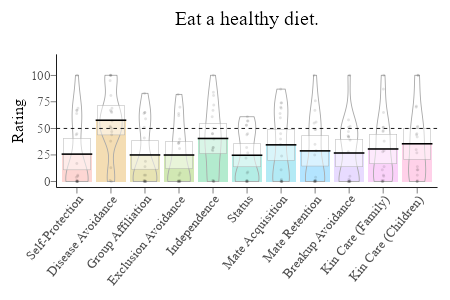 Eat a healthy diet.
100
75
50
25
0
Rating
Self-Protection
Disease Avoidance
Group Affiliation
Exclusion Avoidance
Independence
Status
Mate Acquisition
Mate Retention
Breakup Avoidance
Kin Care (Family)
Kin Care (Children)